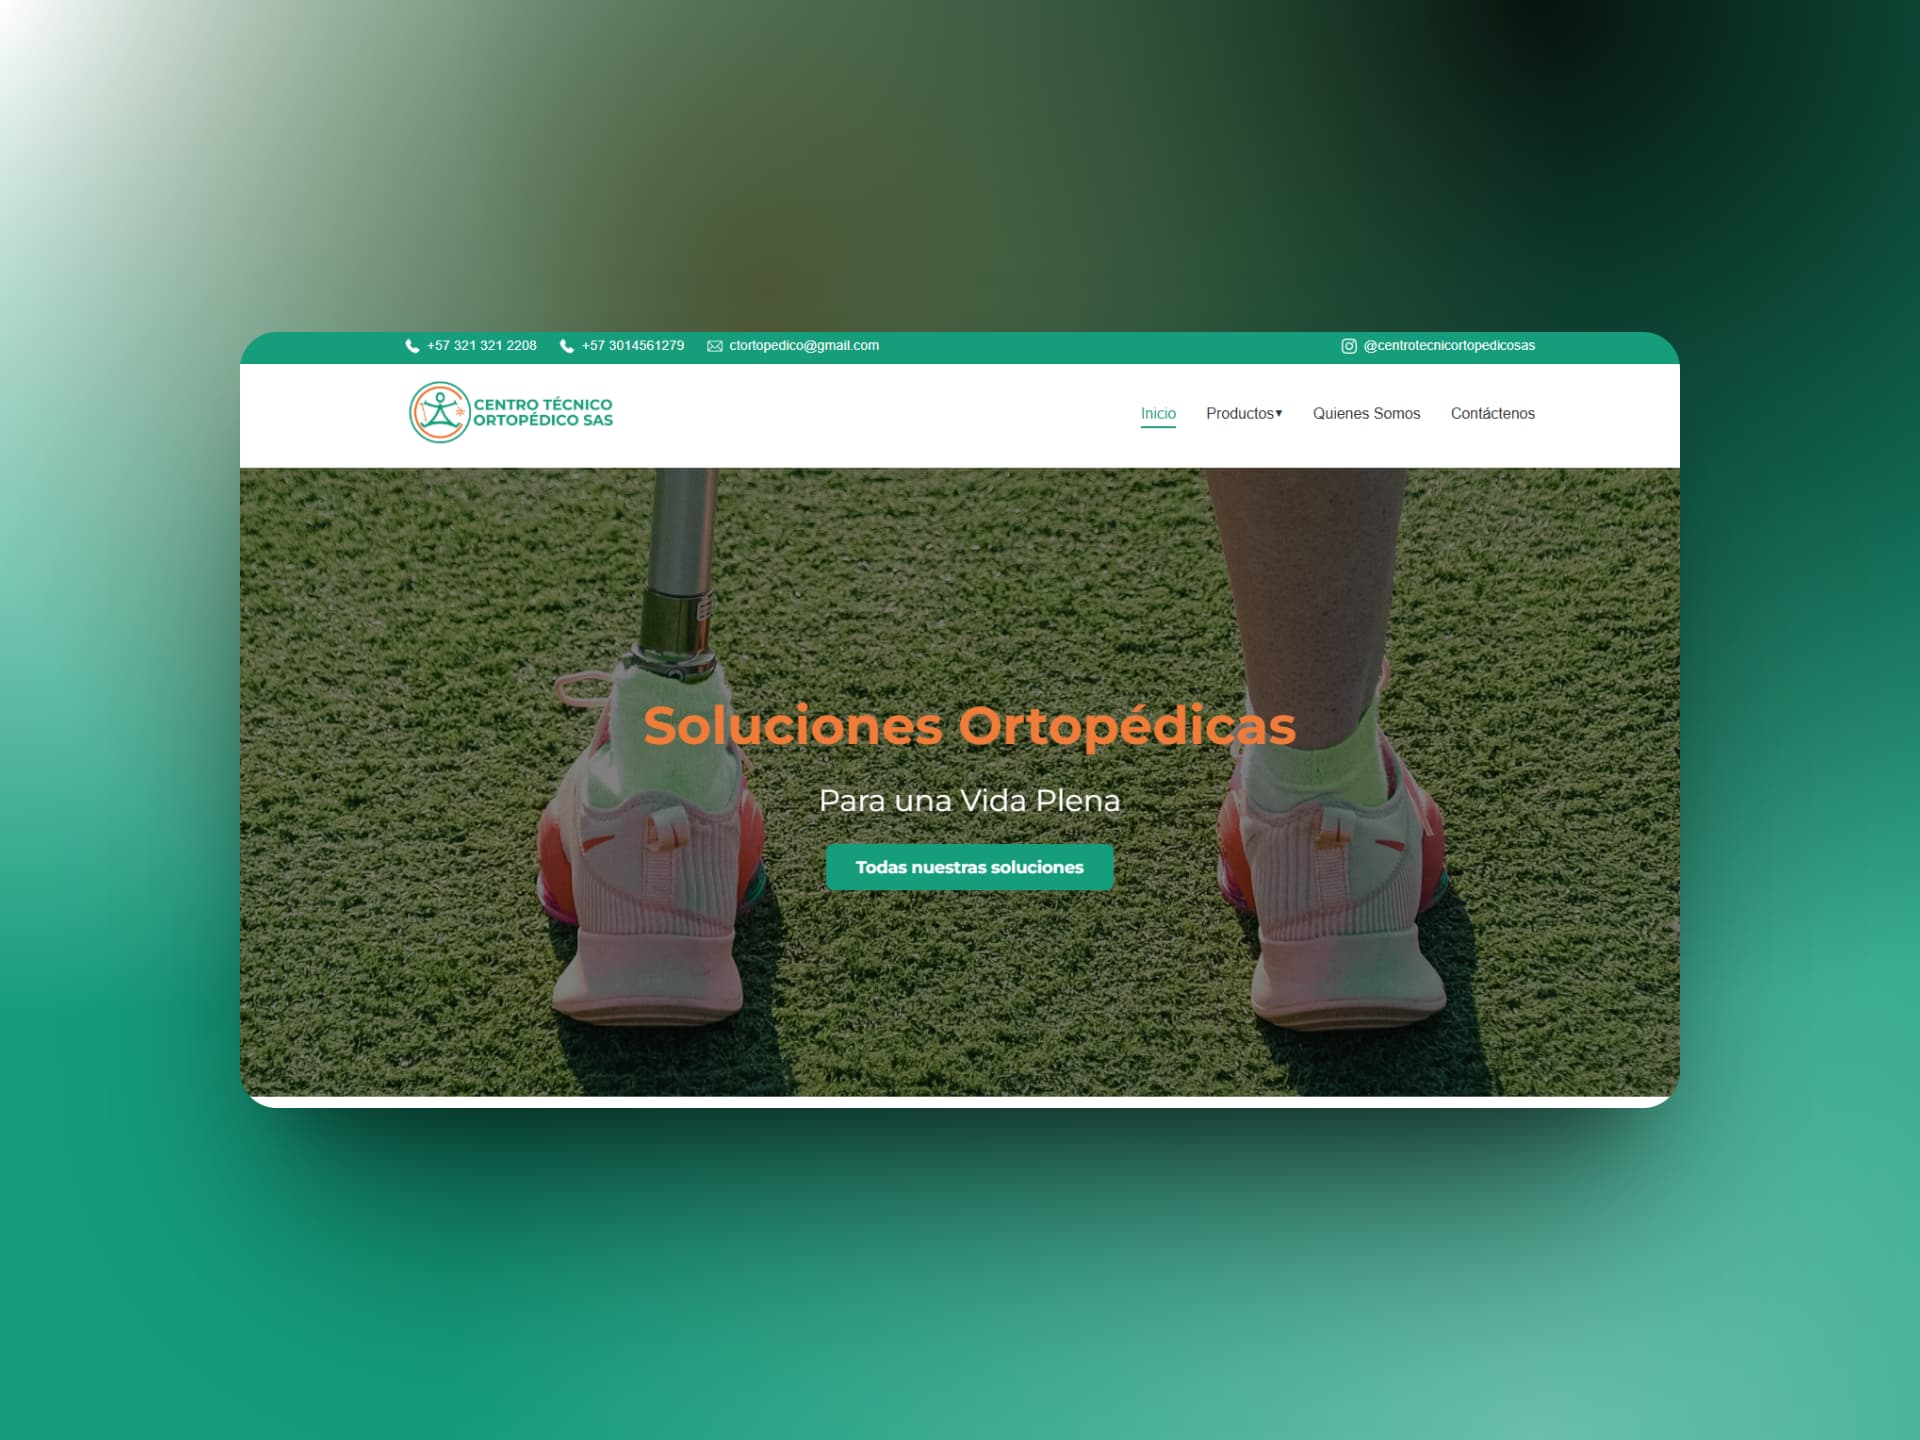 +57 321 321 2208 +57 3014561279 ctortopedico@gmail.com @centrotecnicortopedicosas
CENTRO TÉCNICO
ORTOPÉDICO SAS
Inicio Productos▾ Quienes Somos Contáctenos
Soluciones Ortopédicas
Para una Vida Plena
Todas nuestras soluciones